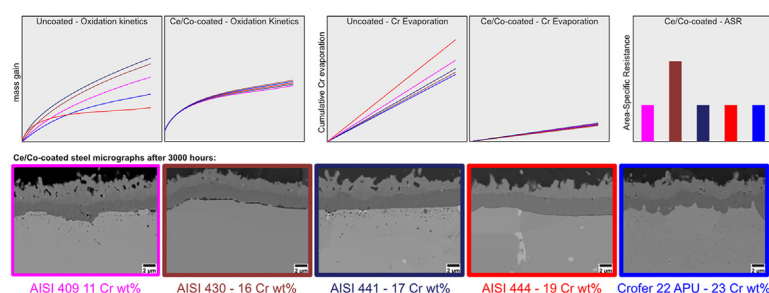 Uncoated - Oxidation kinetics
Ce/Co-coated - Oxidation Kinetics
Uncoated - Cr Evaporation
Ce/Co-coated - Cr Evaporation
Ce/Co-coated - ASR
mass gain
Cumulative Cr evaporation
Area-Specific Resistance
Ce/Co-coated steel micrographs after 3000 hours:
2 µm
2 µm
2 µm
2 µm
2 µm
AISI 409 11 Cr wt%
AISI 430 - 16 Cr wt%
AISI 441 - 17 Cr wt%
AISI 444 - 19 Cr wt%
Crofer 22 APU - 23 Cr wt%